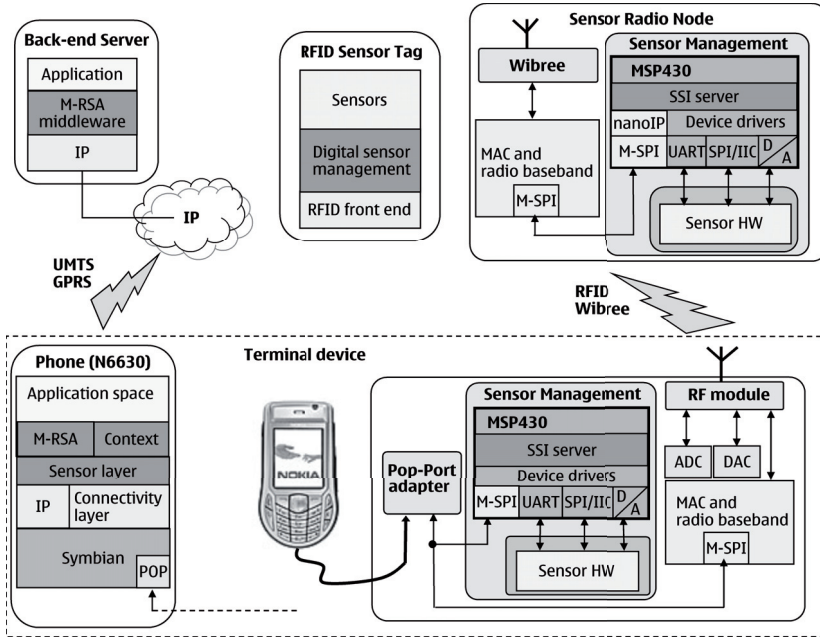 Back-end Server
Application
M-RSA
middleware
IP
IP
UMTS
GPRS
RFID Sensor Tag
Sensors
Digital sensor
management
RFID front end
Sensor Radio Node
Wibree
MAC and
radio baseband
M-SPI
Sensor Management
MSP430
SSI server
nanoIP
Device drivers
M-SPI
UART
SPI/IIC
D
A
Sensor HW
RFID
Wibree
Phone (N6630)
Application space
M-RSA
Context
Sensor layer
IP
Connectivity
layer
Symbian
POP
Terminal device
NOKIA
Pop-Port
adapter
Sensor Management
MSP430
SSI server
Device drivers
M-SPI
UART
SPI/IIC
D
A
Sensor HW
RF module
ADC
DAC
MAC and
radio baseband
M-SPI